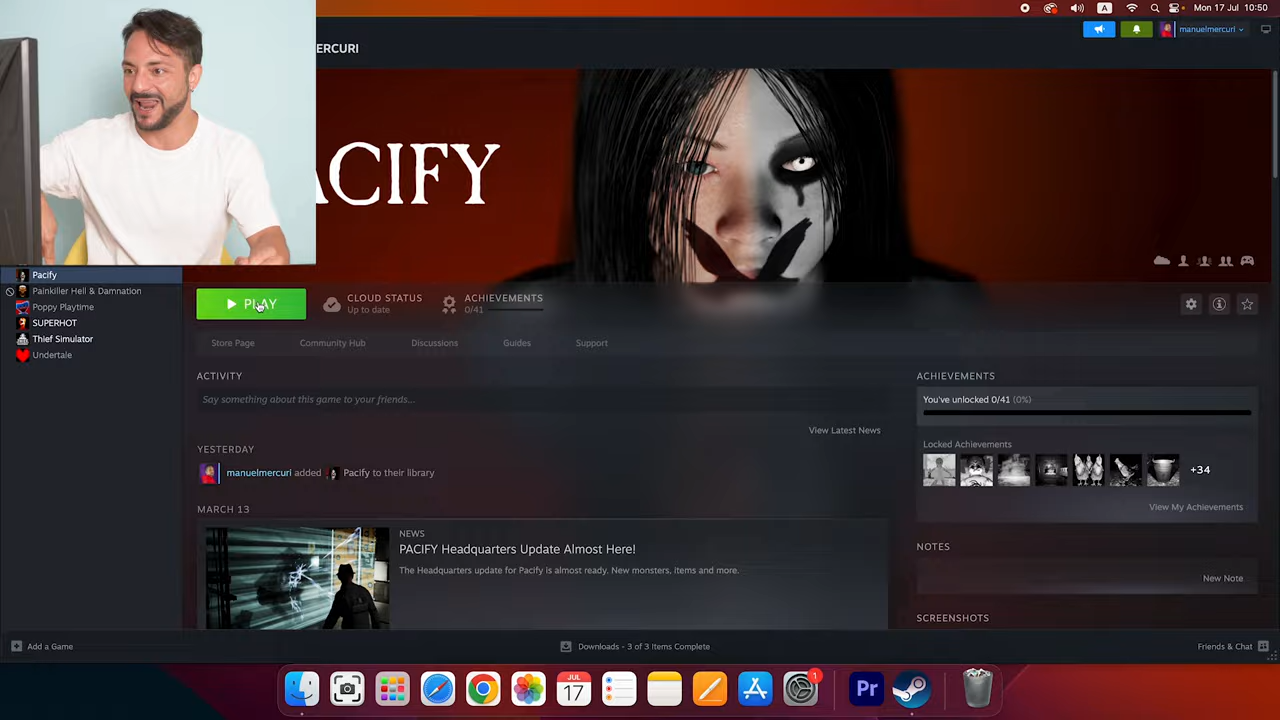 A
Mon 17 Jul 10:50
manuelmercuri
ERCURI
ACIFY
Pacify
Painkiller Hell & Damnation
Poppy Playtime
SUPERHOT
Thief Simulator
Undertale
PLAY
CLOUD STATUS
Up to date
ACHIEVEMENTS
0/41
Store Page
Community Hub
Discussions
Guides
Support
ACTIVITY
Say something about this game to your friends...
View Latest News
YESTERDAY
manuelmercuri added Pacify to their library
MARCH 13
NEWS
PACIFY Headquarters Update Almost Here!
The Headquarters update for Pacify is almost ready. New monsters, items and more.
ACHIEVEMENTS
You've unlocked 0/41 (0%)
Locked Achievements
+34
View My Achievements
NOTES
New Note
SCREENSHOTS
Add a Game
Downloads - 3 of 3 Items Complete
Friends & Chat
JUL
17
1
Pr